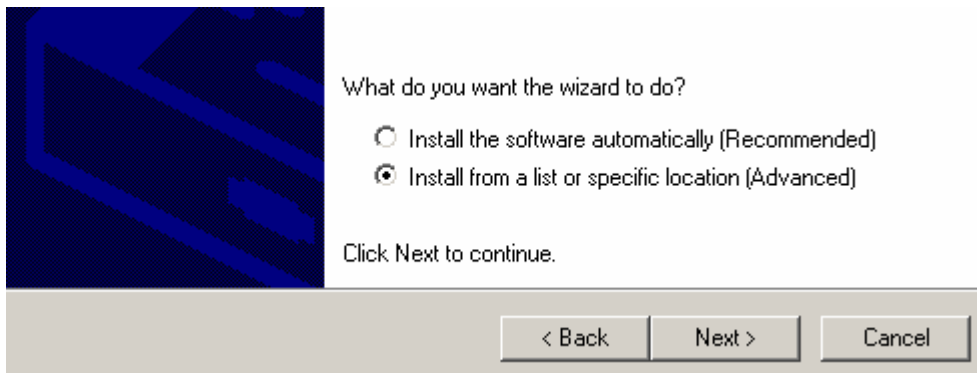 What do you want the wizard to do?
Install the software automatically (Recommended)
Install from a list or specific location (Advanced)
Click Next to continue.
< Back Next > Cancel